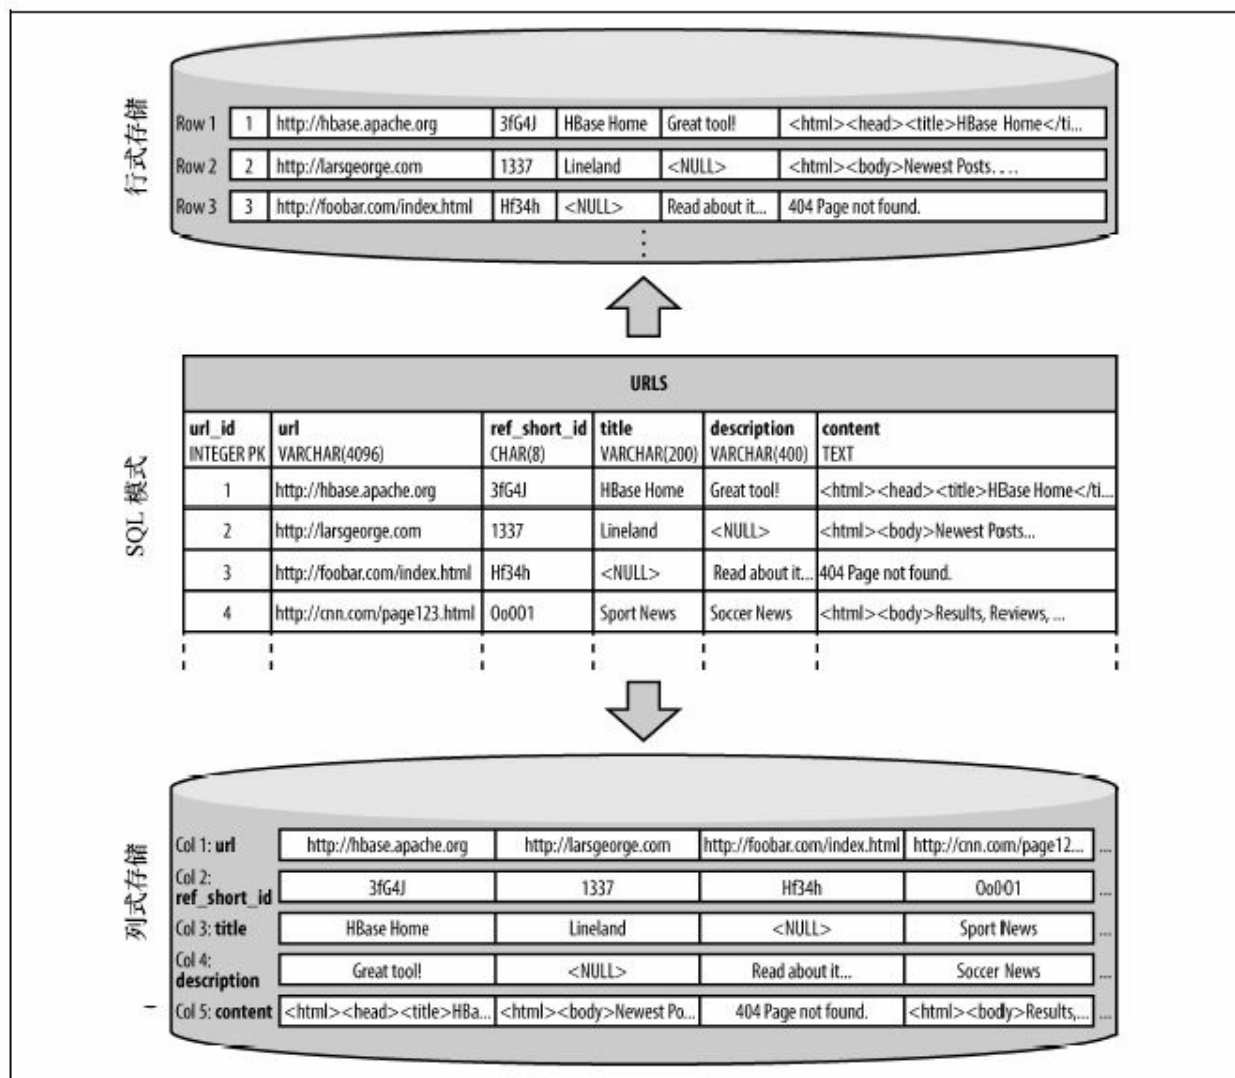 行式存储
Row 1 1 http://hbase.apache.org 3fG4J HBase Home Great tool! <html><head><title>HBase Home</ti...
Row 2 2 http://larsgeorge.com 1337 Lineland <NULL> <html><body>Newest Posts. . . .
Row 3 3 http://foobar.com/index.html Hf34h <NULL> Read about it... 404 Page not found.
SQL 模式
URLS
url_id url ref_short_id title description content
INTEGER PK VARCHAR(4096) CHAR(8) VARCHAR(200) VARCHAR(400) TEXT
1 http://hbase.apache.org 3fG4J HBase Home Great tool! <html><head><title>HBase Home</ti...
2 http://larsgeorge.com 1337 Lineland <NULL> <html><body>Newest Posts...
3 http://foobar.com/index.html Hf34h <NULL> Read about it... 404 Page not found.
4 http://cnn.com/page123.html 0o001 Sport News Soccer News <html><body>Results, Reviews, ...
列式存储
Col 1: url http://hbase.apache.org http://larsgeorge.com http://foobar.com/index.html http://cnn.com/page12... ...
Col 2:
ref_short_id 3fG4J 1337 Hf34h 0o001 ...
Col 3: title HBase Home Lineland <NULL> Sport News ...
Col 4:
description Great tool! <NULL> Read about it... Soccer News ...
Col 5: content <html><head><title>HBa... <html><body>Newest Po... 404 Page not found. <html><body>Results,... ...